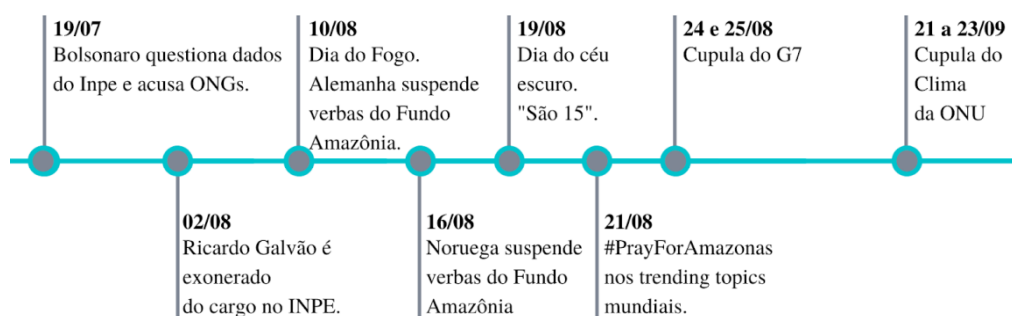 19/07
Bolsonaro questiona dados
do Inpe e acusa ONGs.
10/08
Dia do Fogo.
Alemanha suspende
verbas do Fundo
Amazônia.
19/08
Dia do céu
escuro.
"São 15".
24 e 25/08
Cupula do G7
21 a 23/09
Cupula do
Clima
da ONU
02/08
Ricardo Galvão é
exonerado
do cargo no INPE.
16/08
Noruega suspende
verbas do Fundo
Amazônia
21/08
#PrayForAmazonas
nos trending topics
mundiais.